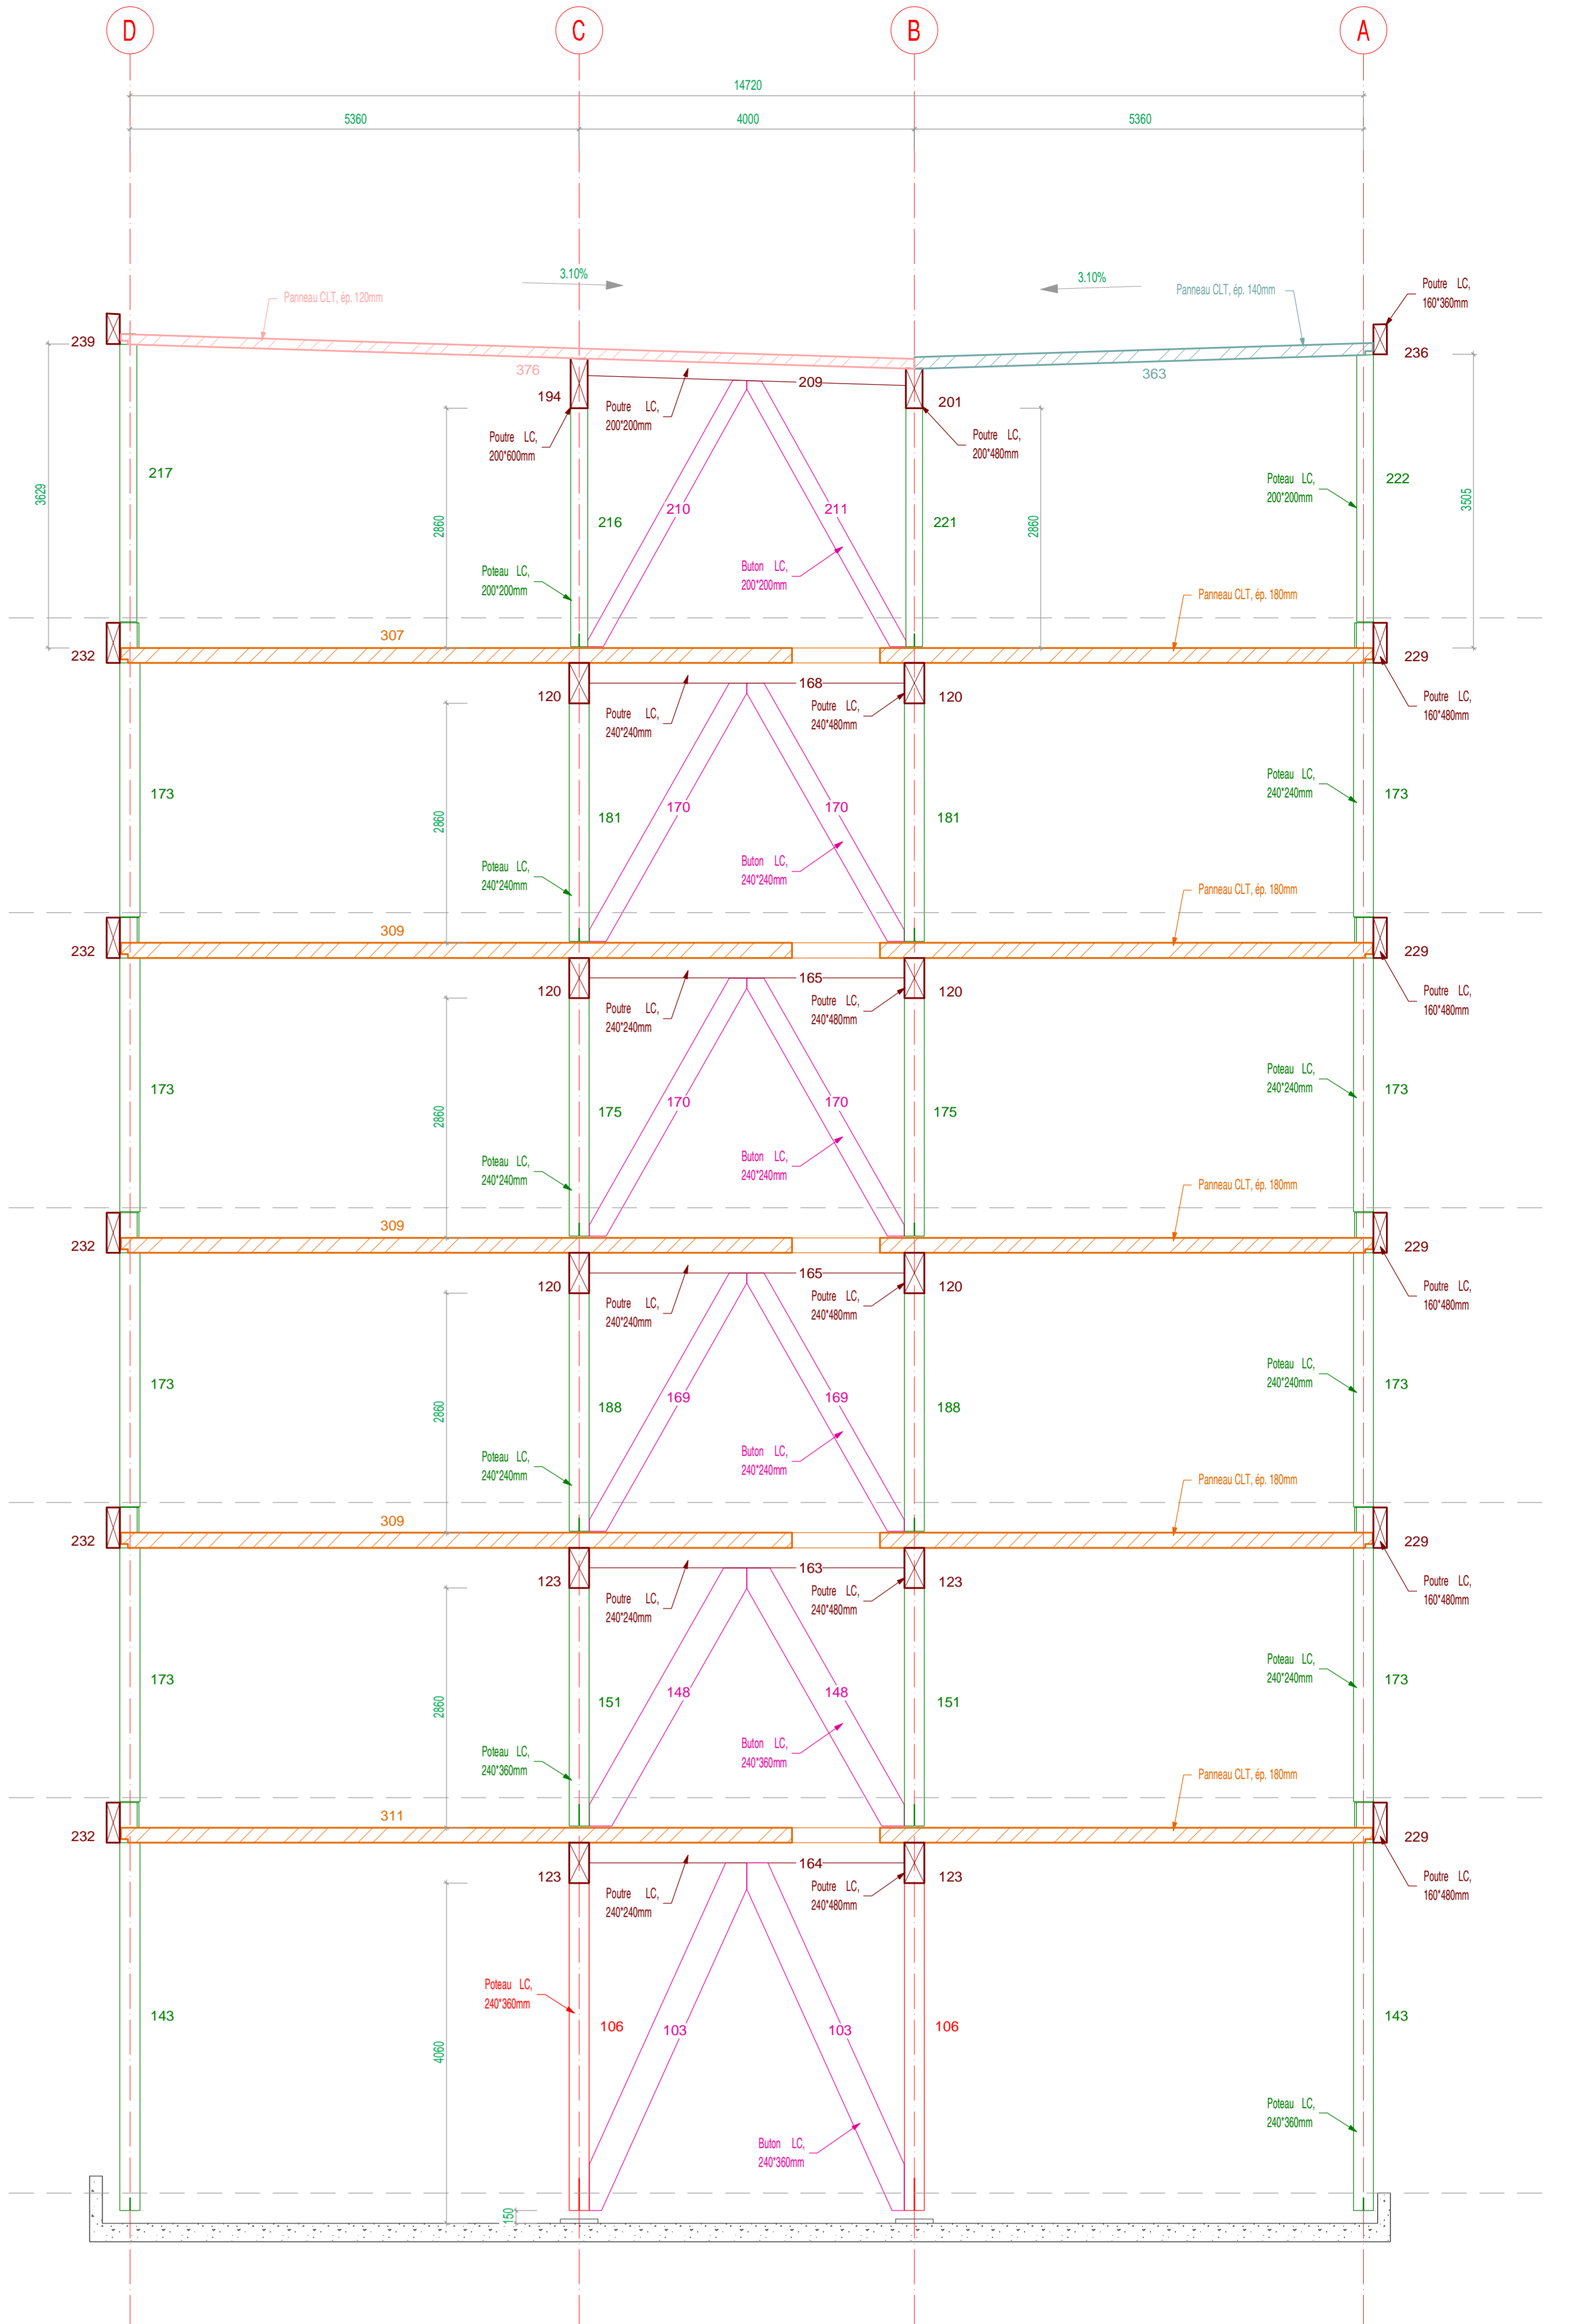 D C B A
14720
5360 4000 5360
3.10% 3.10%
Panneau CLT, ép. 120mm
Panneau CLT, ép. 140mm
Poutre LC,
160*360mm
239 236
376 209 363
194 201
Poutre LC,
200*200mm
Poutre LC,
200*600mm
Poutre LC,
200*480mm
217 222
Poteau LC,
200*200mm
3629 2860 210 211 2860 3505
216 221
Poteau LC,
200*200mm
Buton LC,
200*200mm
Panneau CLT, ép. 180mm
307
232 229
120 168 120
Poutre LC,
240*240mm
Poutre LC,
240*480mm
Poutre LC,
160*480mm
173 173
Poteau LC,
240*240mm
2860 170 170
181 181
Poteau LC,
240*240mm
Buton LC,
240*240mm
Panneau CLT, ép. 180mm
309
232 229
120 165 120
Poutre LC,
240*240mm
Poutre LC,
240*480mm
Poutre LC,
160*480mm
173 173
Poteau LC,
240*240mm
2860 170 170
175 175
Poteau LC,
240*240mm
Buton LC,
240*240mm
Panneau CLT, ép. 180mm
309
232 229
120 165 120
Poutre LC,
240*240mm
Poutre LC,
240*480mm
Poutre LC,
160*480mm
173 173
Poteau LC,
240*240mm
2860 169 169
188 188
Poteau LC,
240*240mm
Buton LC,
240*240mm
Panneau CLT, ép. 180mm
309
232 229
123 163 123
Poutre LC,
240*240mm
Poutre LC,
240*480mm
Poutre LC,
160*480mm
173 173
Poteau LC,
240*240mm
2860 148 148
151 151
Poteau LC,
240*360mm
Buton LC,
240*360mm
Panneau CLT, ép. 180mm
311
232 229
123 164 123
Poutre LC,
240*240mm
Poutre LC,
240*480mm
Poutre LC,
160*480mm
Poteau LC,
240*360mm
143 106 103 103 106 143
4060
Poteau LC,
240*360mm
Buton LC,
240*360mm
150